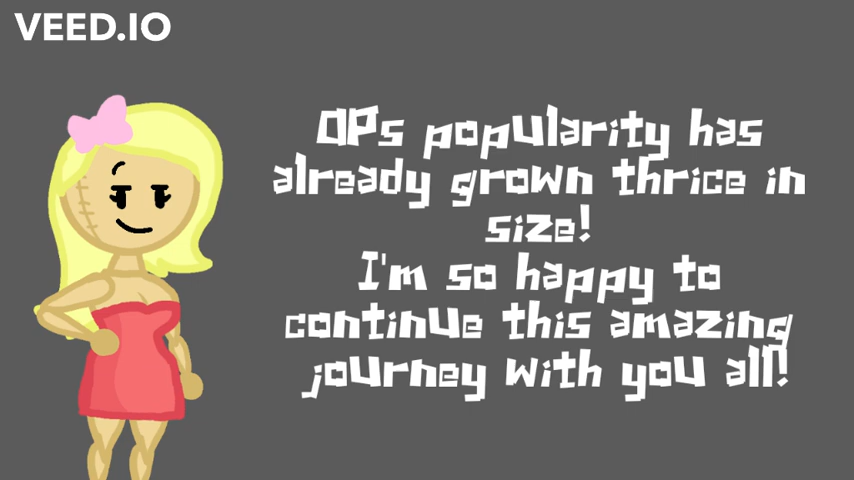 VEED.IO
OPs popularity has
already grown thrice in
size!
I'm so happy to
continue this amazing
journey with you all!